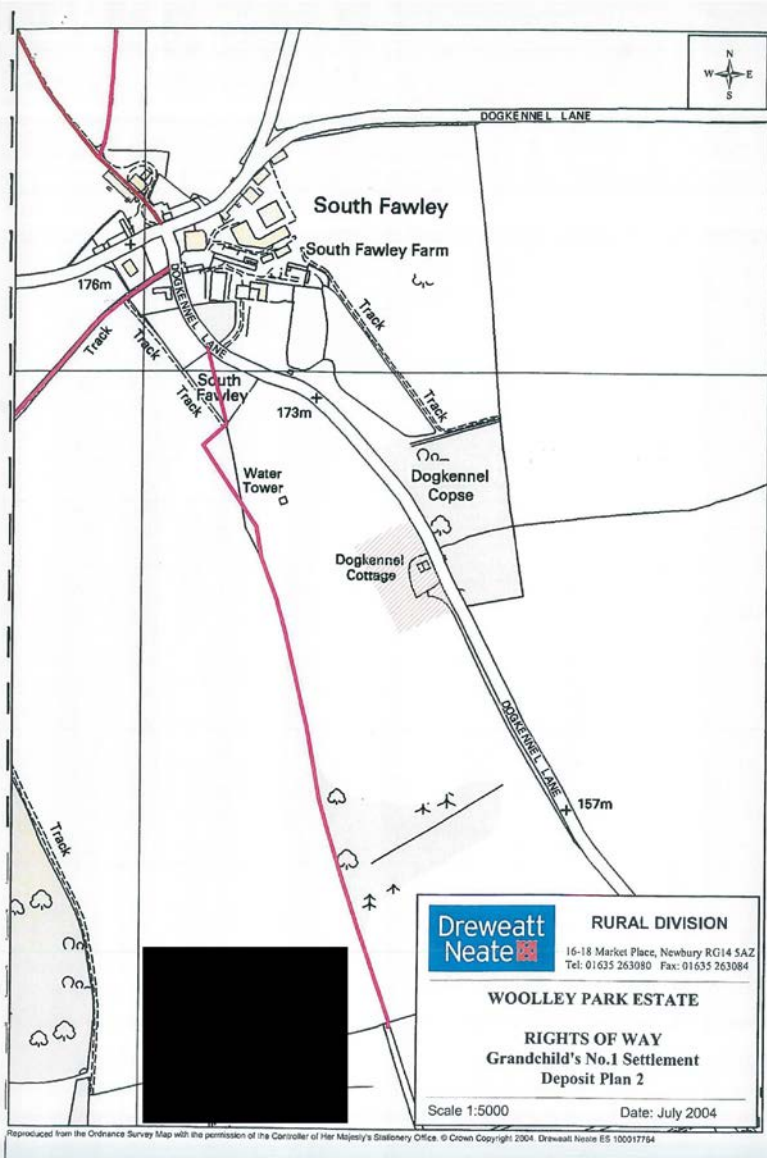 N
W E
S
DOGKENNEL LANE
South Fawley
South Fawley Farm
176m
DOGKENNEL LANE
Track
Track
Track
Track
Track
South
Fawley
173m
Water
Tower
Dogkennel
Copse
Dogkennel
Cottage
DOGKENNEL LANE
157m
Track
Dreweatt
Neate
RURAL DIVISION
16-18 Market Place, Newbury RG14 5AZ
Tel: 01635 263080 Fax: 01635 263084
WOOLLEY PARK ESTATE
RIGHTS OF WAY
Grandchild's No.1 Settlement
Deposit Plan 2
Scale 1:5000 Date: July 2004
Reproduced from the Ordnance Survey Map with the permission of the Controller of Her Majesty's Stationery Office. © Crown Copyright 2004. Dreweatt Neate ES 100017764